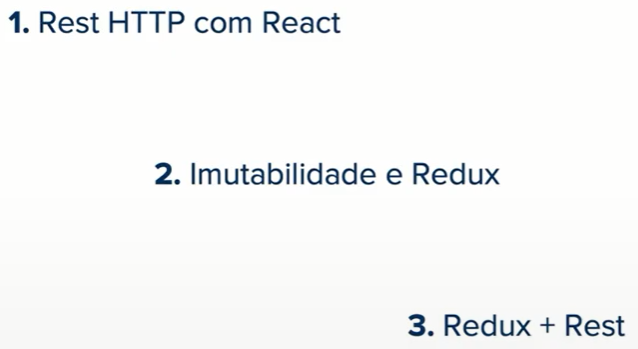 1. Rest HTTP com React
2. Imutabilidade e Redux
3. Redux + Rest